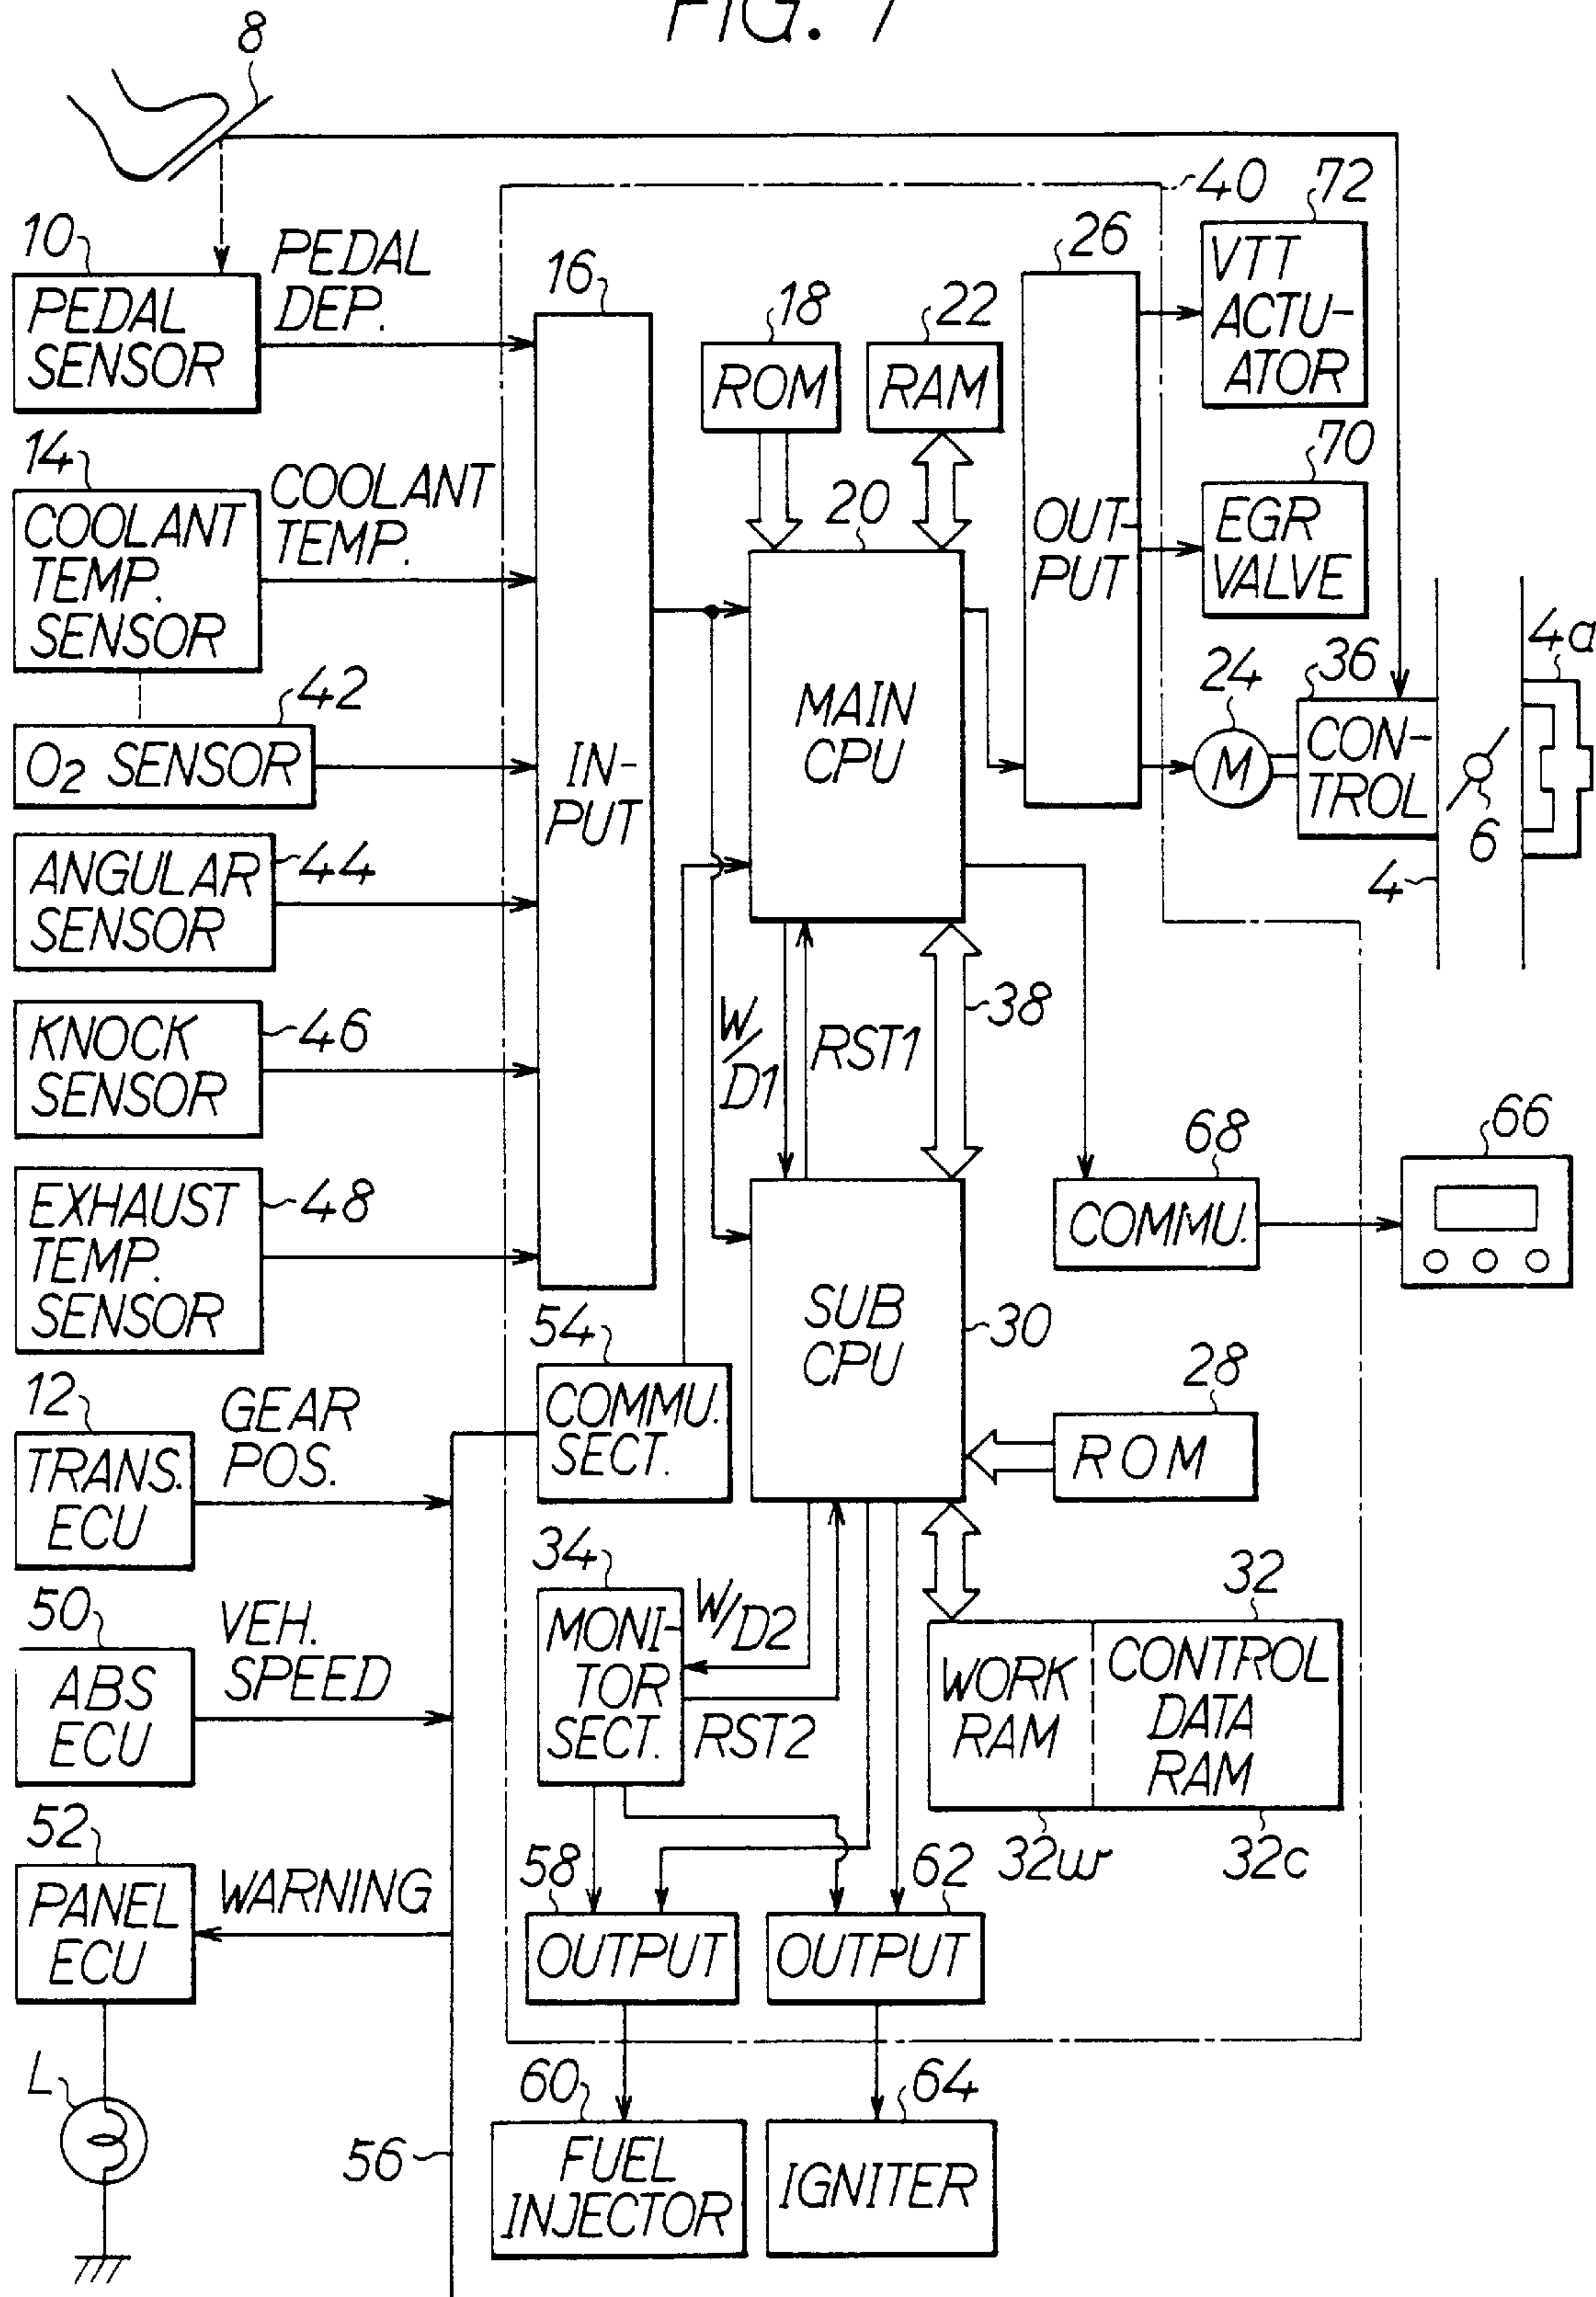 FIG. 1
8
40
72
10
PEDAL
DEP.
16
26
VTT
ACTU-
ATOR
PEDAL
SENSOR
18
22
ROM
RAM
14
COOLANT
TEMP.
70
COOLANT
TEMP.
SENSOR
20
OUT-
PUT
EGR
VALVE
4a
42
MAIN
CPU
24
36
O2 SENSOR
IN-
PUT
M
CON-
TROL
6
44
ANGULAR
SENSOR
4
46
KNOCK
SENSOR
W/
D1
RST1
38
68
66
48
EXHAUST
TEMP.
SENSOR
COMMU.
SUB
CPU
30
54
12
GEAR
POS.
COMMU.
SECT.
28
TRANS.
ECU
ROM
34
32
50
VEH.
SPEED
MONI-
TOR
SECT.
W/D2
RST2
ABS
ECU
WORK
RAM
CONTROL
DATA
RAM
52
58
62
32w
32c
PANEL
ECU
WARNING
OUTPUT
OUTPUT
L
60
64
56
FUEL
INJECTOR
IGNITER